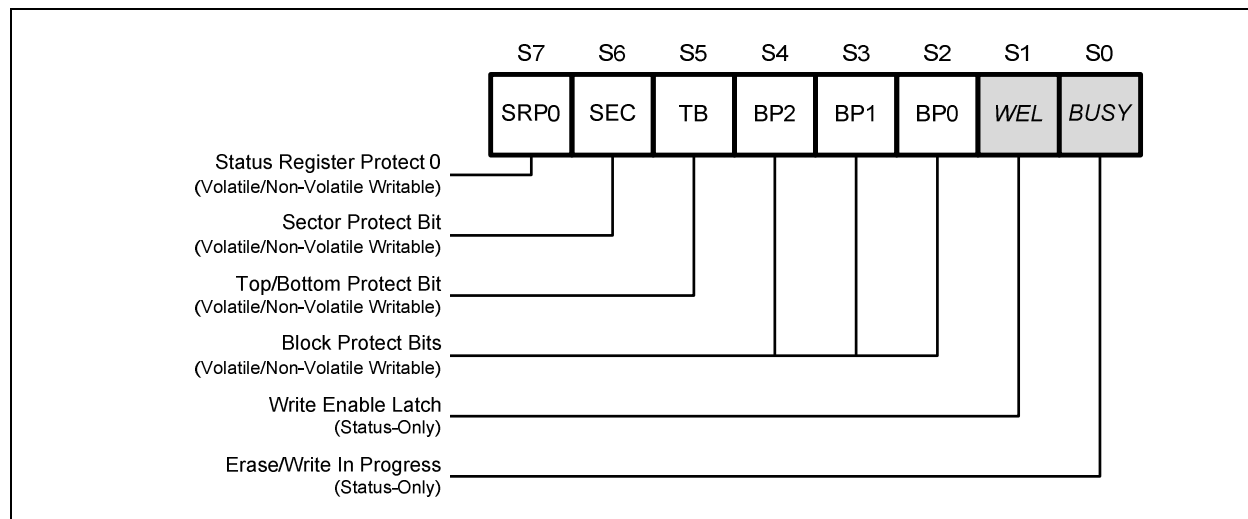 S7 S6 S5 S4 S3 S2 S1 S0
SRP0 SEC TB BP2 BP1 BP0 WEL BUSY
Status Register Protect 0
(Volatile/Non-Volatile Writable)
Sector Protect Bit
(Volatile/Non-Volatile Writable)
Top/Bottom Protect Bit
(Volatile/Non-Volatile Writable)
Block Protect Bits
(Volatile/Non-Volatile Writable)
Write Enable Latch
(Status-Only)
Erase/Write In Progress
(Status-Only)